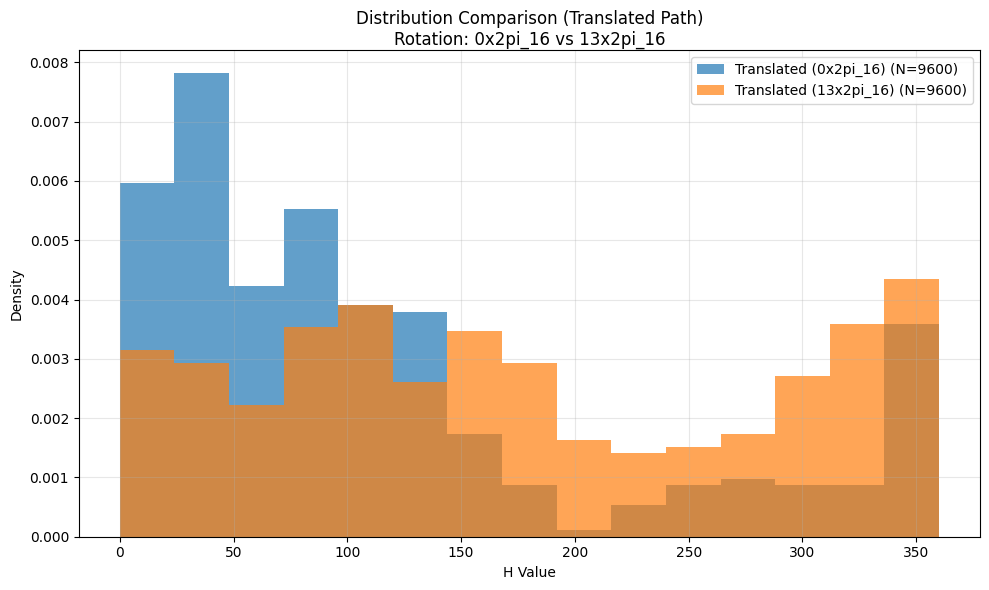 Distribution Comparison (Translated Path)
Rotation: 0x2pi_16 vs 13x2pi_16
Translated (0x2pi_16) (N=9600)
Translated (13x2pi_16) (N=9600)
Density
0.008
0.007
0.006
0.005
0.004
0.003
0.002
0.001
0.000
0 50 100 150 200 250 300 350
H Value